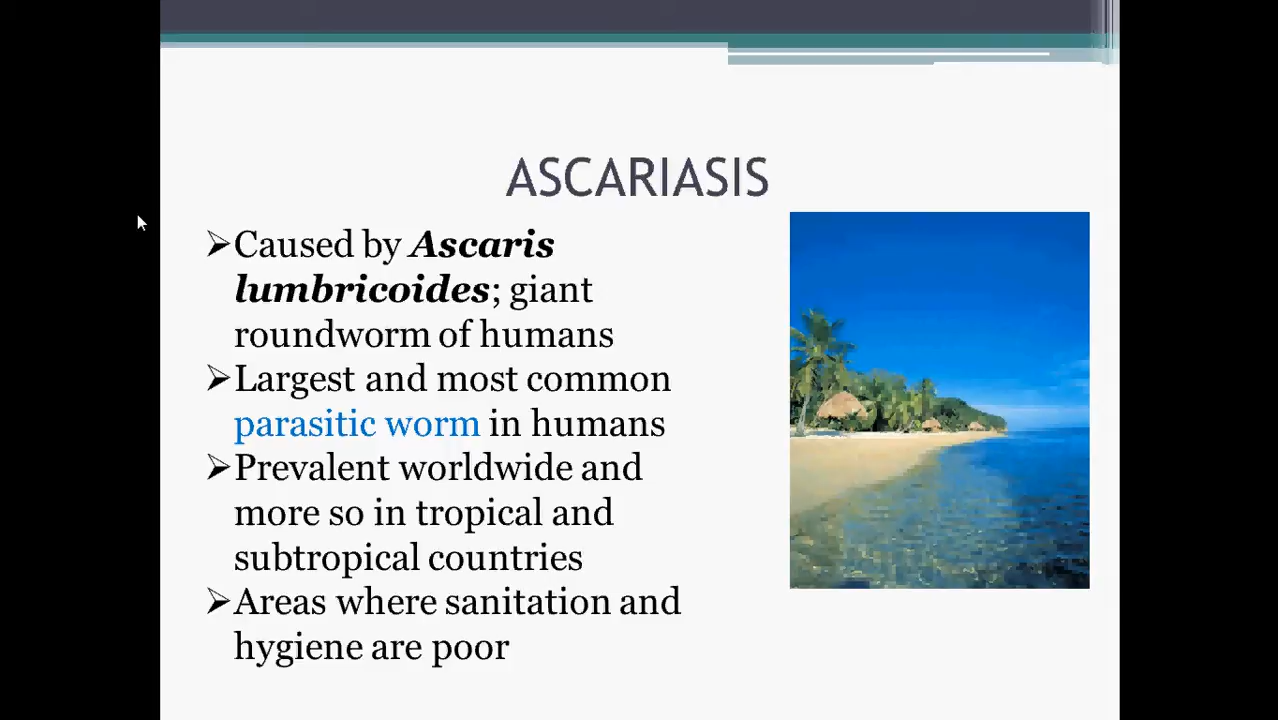 ASCARIASIS
➢Caused by Ascaris
lumbricoides; giant
roundworm of humans
➢Largest and most common
parasitic worm in humans
➢Prevalent worldwide and
more so in tropical and
subtropical countries
➢Areas where sanitation and
hygiene are poor